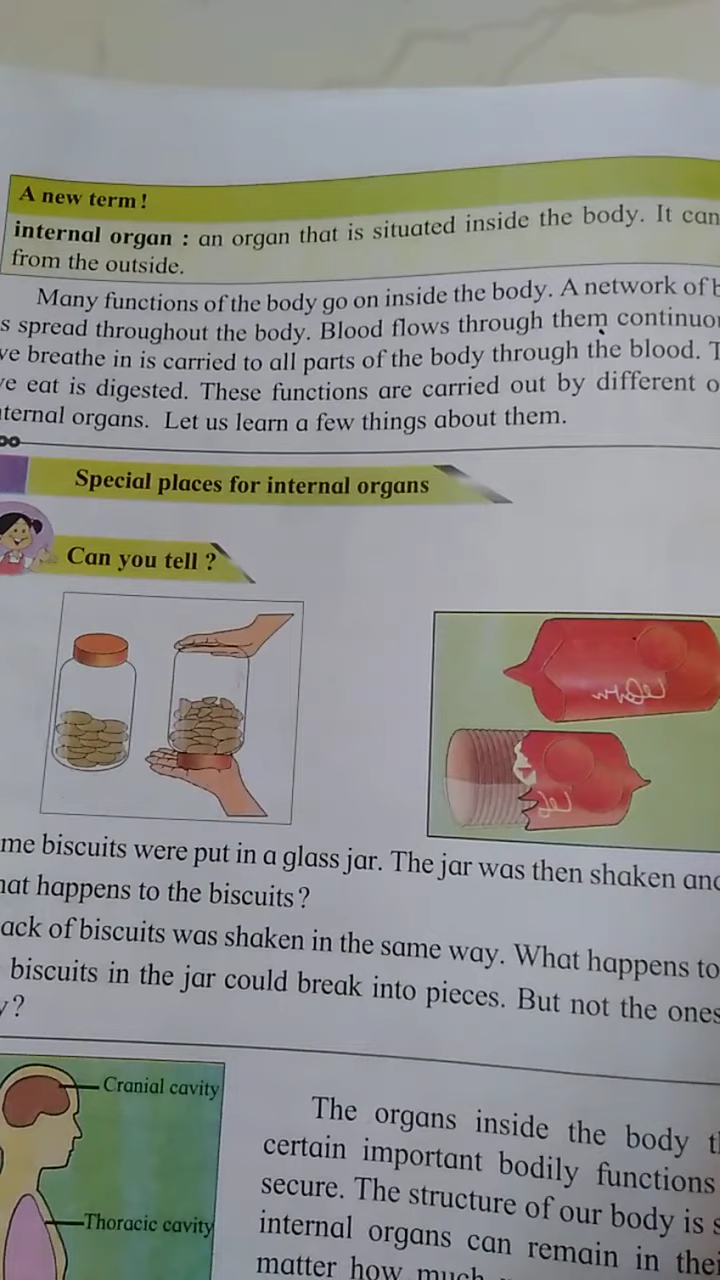 A new term!
internal organ : an organ that is situated inside the body. It can
from the outside.
Many functions of the body go on inside the body. A network of
s spread throughout the body. Blood flows through them continuo
ve breathe in is carried to all parts of the body through the blood.
e eat is digested. These functions are carried out by different o
ternal organs. Let us learn a few things about them.
Special places for internal organs
Can you tell ?
me biscuits were put in a glass jar. The jar was then shaken and
hat happens to the biscuits?
ack of biscuits was shaken in the same way. What happens to
biscuits in the jar could break into pieces. But not the ones
y?
Cranial cavity
The organs inside the body
certain important bodily functions
secure. The structure of our body is s
Thoracic cavity
internal organs can remain in thei
matter how much